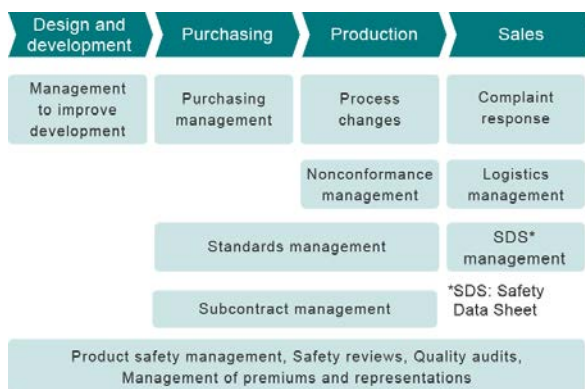 Design and
development
Purchasing
Production
Sales
Management
to improve
development
Purchasing
management
Process
changes
Complaint
response
Nonconformance
management
Logistics
management
Standards management
SDS*
management
Subcontract management
*SDS: Safety
Data Sheet
Product safety management, Safety reviews, Quality audits,
Management of premiums and representations